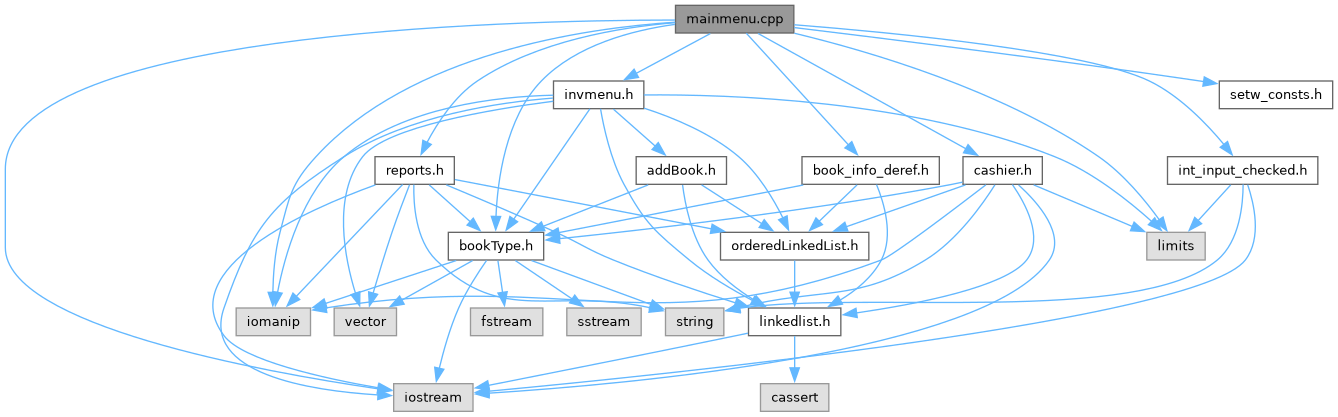 mainmenu.cpp
invmenu.h
setw_consts.h
reports.h
addBook.h
book_info_deref.h
cashier.h
int_input_checked.h
bookType.h
orderedLinkedList.h
limits
iomanip
vector
fstream
sstream
string
linkedlist.h
iostream
cassert